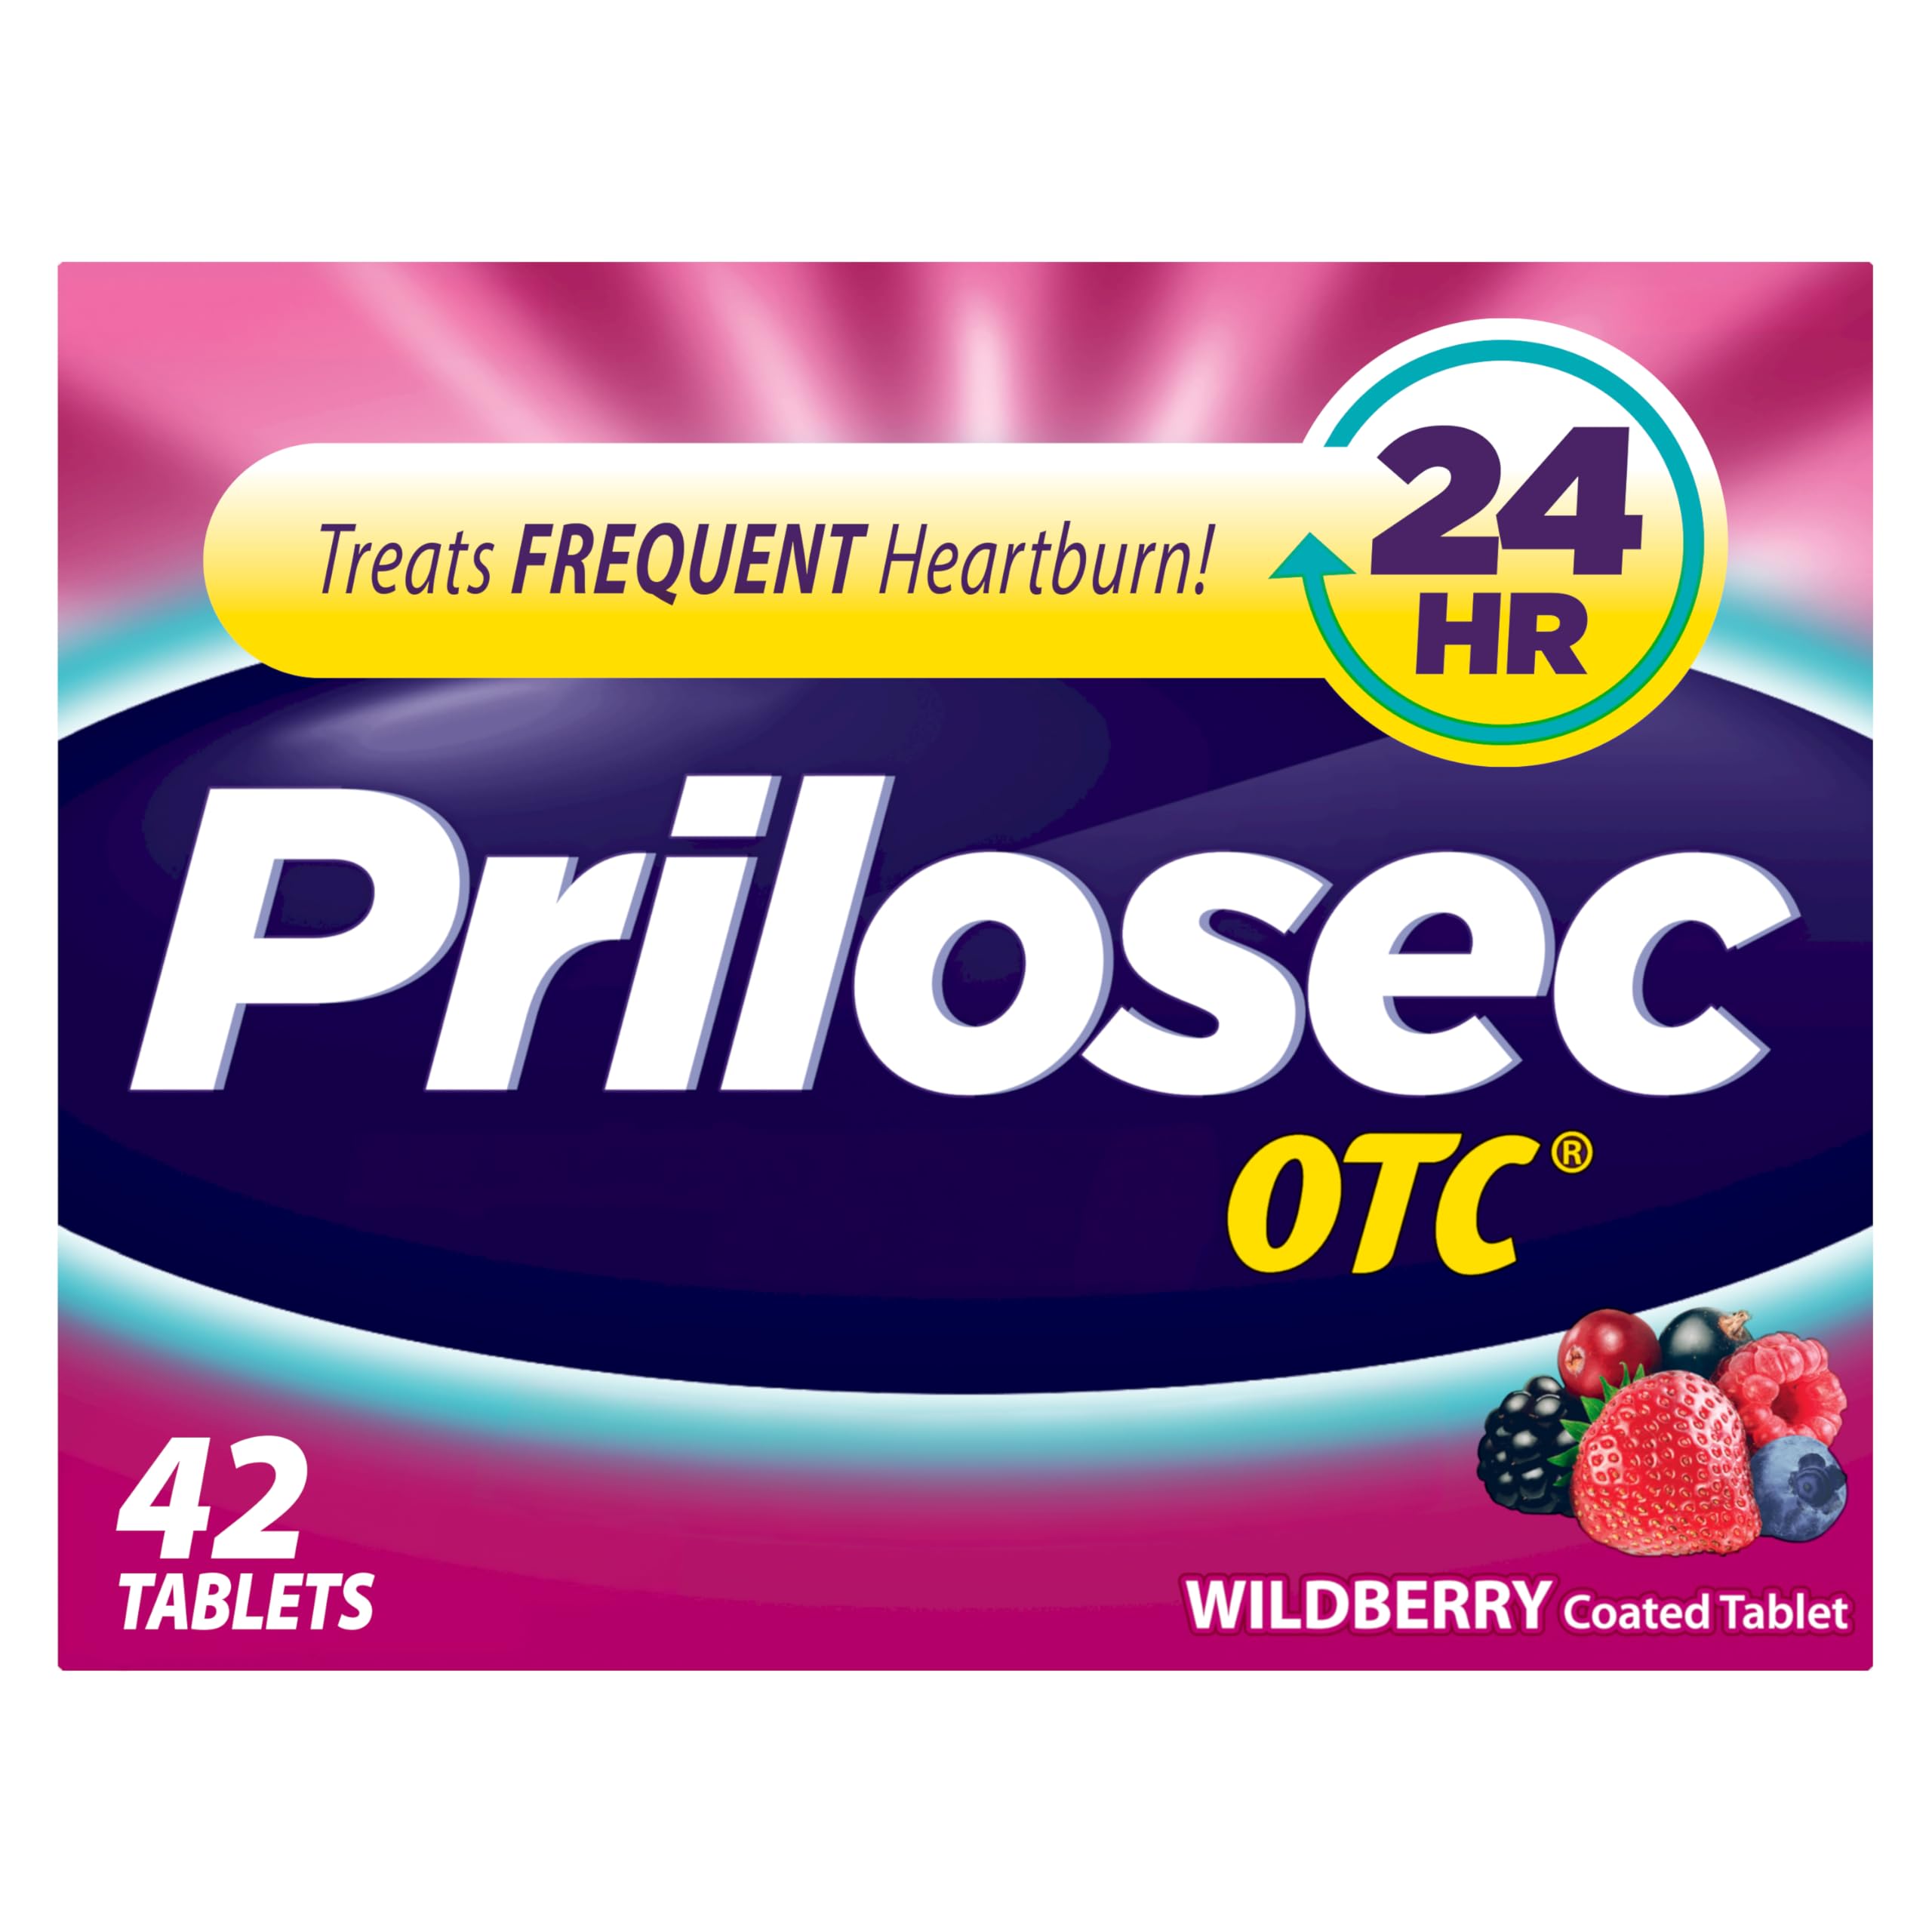 Treats FREQUENT Heartburn!
24
HR
Prilosec
OTC®
42
TABLETS
WILDBERRY Coated Tablet